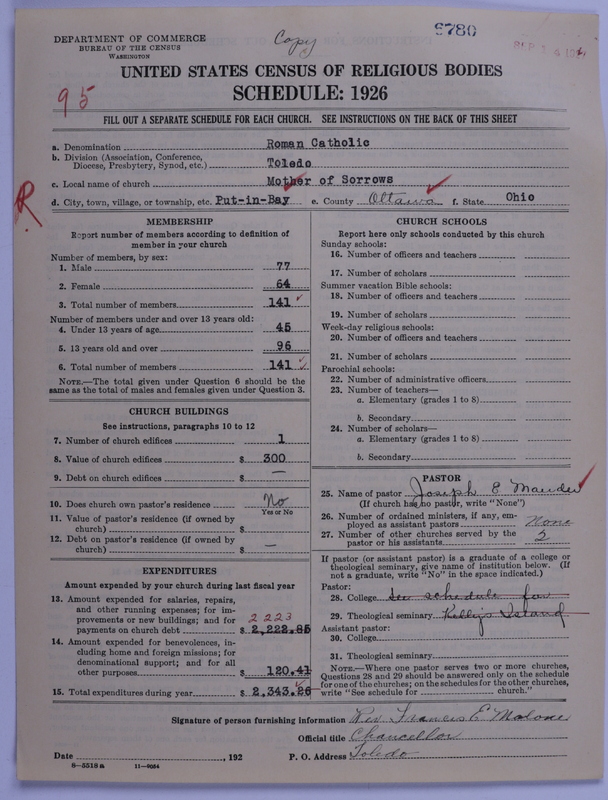 DEPARTMENT OF COMMERCE
BUREAU OF THE CENSUS
WASHINGTON
Copy
9780
95
UNITED STATES CENSUS OF RELIGIOUS BODIES
SCHEDULE: 1926
FILL OUT A SEPARATE SCHEDULE FOR EACH CHURCH. SEE INSTRUCTIONS ON THE BACK OF THIS SHEET
a. Denomination Roman Catholic
b. Division (Association, Conference,
Diocese, Presbytery, Synod, etc.) Toledo
c. Local name of church Mother of Sorrows
R
d. City, town, village, or township, etc. Put-in-Bay e. County Ottawa f. State Ohio
MEMBERSHIP
Report number of members according to definition of
member in your church
Number of members, by sex:
1. Male 77
2. Female 64
3. Total number of members 141
Number of members under and over 13 years old:
4. Under 13 years of age 45
5. 13 years old and over 96
6. Total number of members 141
NOTE.—The total given under Question 6 should be the
same as the total of males and females given under Question 3.
CHURCH BUILDINGS
See instructions, paragraphs 10 to 12
7. Number of church edifices 1
8. Value of church edifices $ 300
9. Debt on church edifices $ —
10. Does church own pastor's residence No
Yes or No
11. Value of pastor's residence (if owned by
church) $
12. Debt on pastor's residence (if owned by
church) $ —
EXPENDITURES
Amount expended by your church during last fiscal year
13. Amount expended for salaries, repairs,
and other running expenses; for im-
provements or new buildings; and for 2223
payments on church debt $ 2,222.85
14. Amount expended for benevolences, in-
cluding home and foreign missions; for
denominational support; and for all
other purposes $ 120.41
15. Total expenditures during year $ 2,343.26
CHURCH SCHOOLS
Report here only schools conducted by this church
Sunday schools:
16. Number of officers and teachers
17. Number of scholars
Summer vacation Bible schools:
18. Number of officers and teachers
19. Number of scholars
Week-day religious schools:
20. Number of officers and teachers
21. Number of scholars
Parochial schools:
22. Number of administrative officers
23. Number of teachers—
a. Elementary (grades 1 to 8)
b. Secondary
24. Number of scholars—
a. Elementary (grades 1 to 8)
b. Secondary
PASTOR
25. Name of pastor Joseph E Maunder
(If church has no pastor, write "None")
26. Number of ordained ministers, if any, em-
ployed as assistant pastors None
27. Number of other churches served by the
pastor or his assistants 2
If pastor (or assistant pastor) is a graduate of a college or
theological seminary, give name of institution below. (If
not a graduate, write "No" in the space indicated.)
Pastor:
28. College See schedule for
29. Theological seminary Kellys Island
Assistant pastor:
30. College
31. Theological seminary
NOTE.—Where one pastor serves two or more churches,
Questions 28 and 29 should be answered only on the schedule
for one of the churches; on the schedules for the other churches,
write "See schedule for church."
Signature of person furnishing information Rev. Francis E Malone
Official title Chancellor
Date , 192 P. O. Address Toledo
8—5518a 11—9034